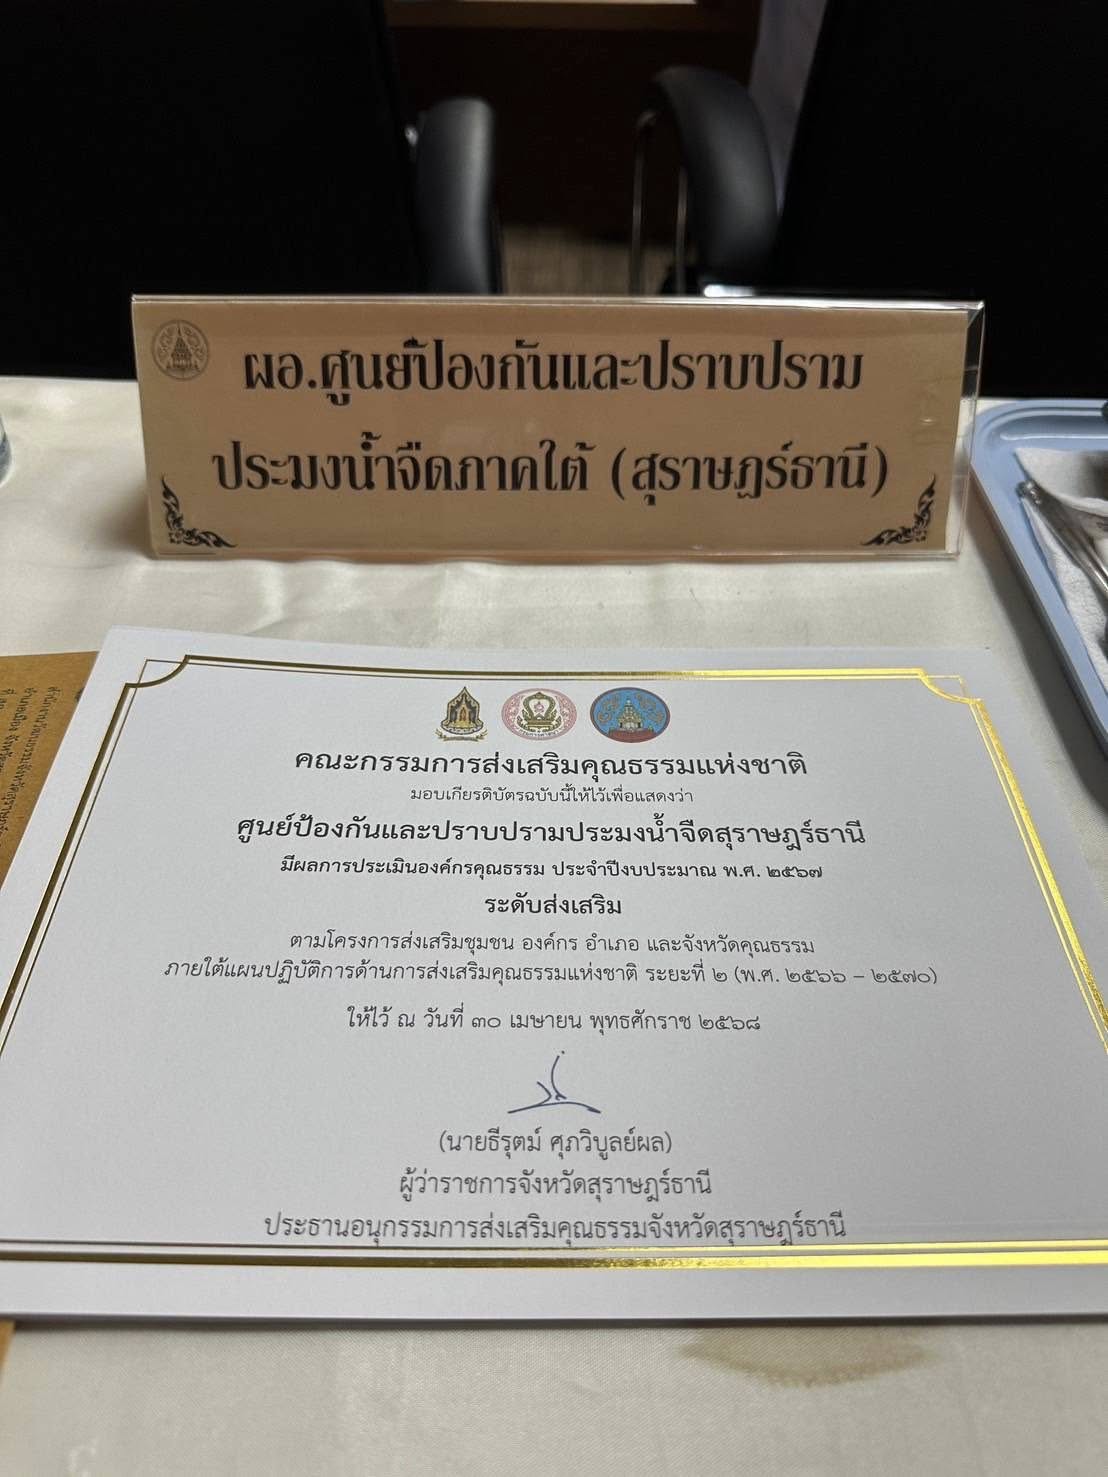 ผอ.ศูนย์ป้องกันและปราบปราม
ประมงน้ำจืดภาคใต้ (สุราษฎร์ธานี)
คณะกรรมการส่งเสริมคุณธรรมแห่งชาติ
มอบเกียรติบัตรฉบับนี้ให้ไว้เพื่อแสดงว่า
ศูนย์ป้องกันและปราบปรามประมงน้ำจืดสุราษฎร์ธานี
มีผลการประเมินองค์กรคุณธรรม ประจำปีงบประมาณ พ.ศ. ๒๕๖๗
ระดับส่งเสริม
ตามโครงการส่งเสริมชุมชน องค์กร อำเภอ และจังหวัดคุณธรรม
ภายใต้แผนปฏิบัติการด้านการส่งเสริมคุณธรรมแห่งชาติ ระยะที่ ๒ (พ.ศ. ๒๕๖๖ – ๒๕๗๐)
ให้ไว้ ณ วันที่ ๓๐ เมษายน พุทธศักราช ๒๕๖๘
(นายธีรุตม์ ศุภวิบูลย์ผล)
ผู้ว่าราชการจังหวัดสุราษฎร์ธานี
ประธานอนุกรรมการส่งเสริมคุณธรรมจังหวัดสุราษฎร์ธานี